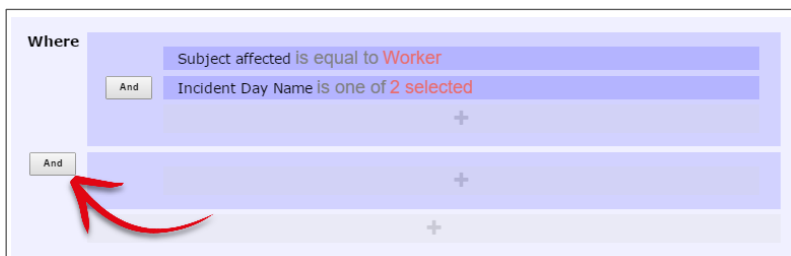 Where
Subject affected is equal to Worker
And
Incident Day Name is one of 2 selected
And